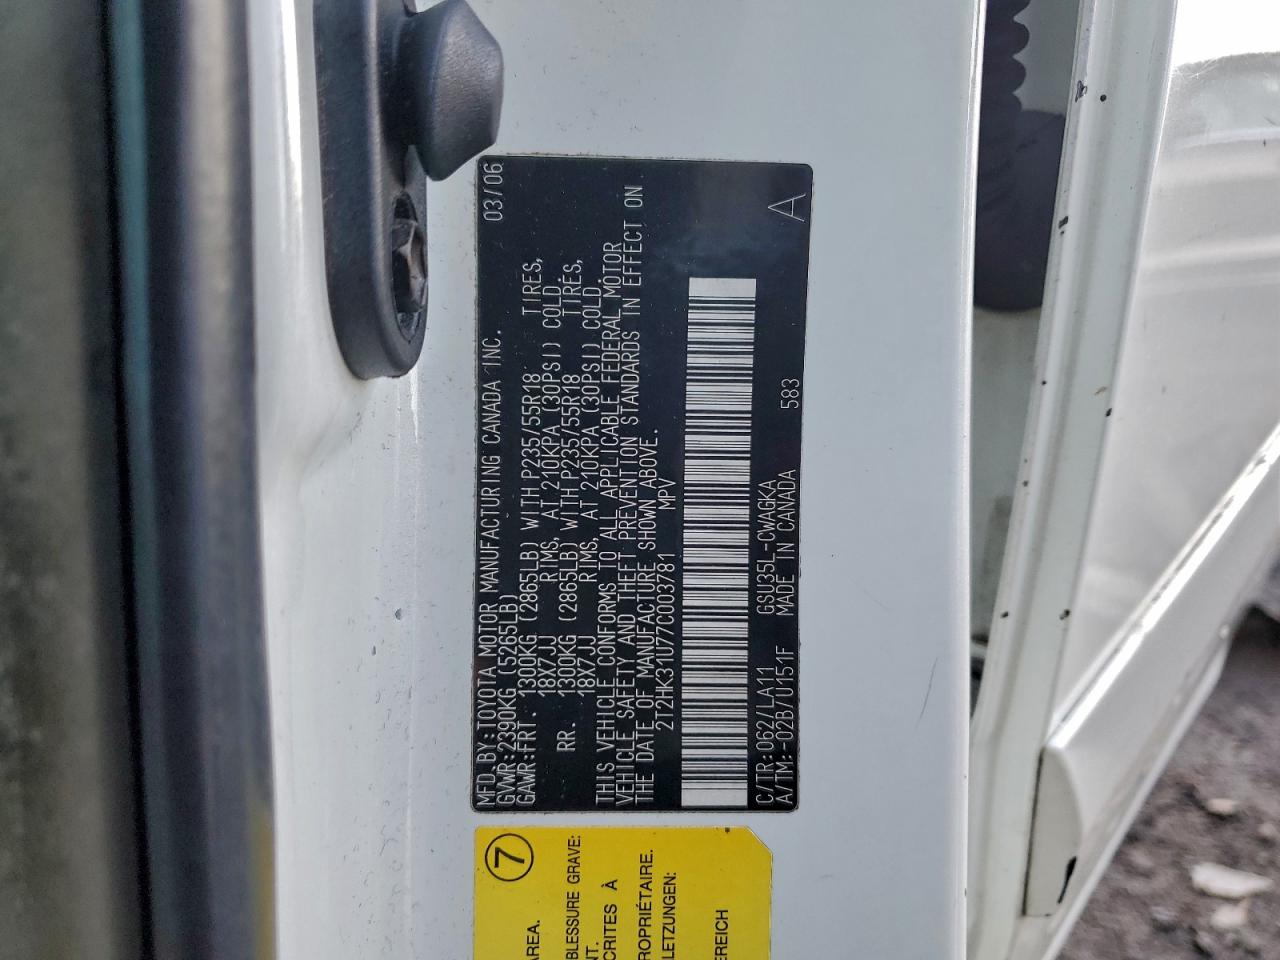 MFD.BY:TOYOTA MOTOR MANUFACTURING CANADA INC. 03/06
GVWR:2390KG (5265LB)
GAWR:FRT. 1300KG (2865LB) WITH P235/55R18 TIRES,
18X7JJ RIMS, AT 210KPA (30PSI) COLD.
RR. 1300KG (2865LB) WITH P235/55R18 TIRES,
18X7JJ RIMS, AT 210KPA (30PSI) COLD.
THIS VEHICLE CONFORMS TO ALL APPLICABLE FEDERAL MOTOR
VEHICLE SAFETY AND THEFT PREVENTION STANDARDS IN EFFECT ON
THE DATE OF MANUFACTURE SHOWN ABOVE.
2T2HK31U77C003781 MPV
A
C/TR:062/LA11 GSU35L-CWAGKA 583
A/TM:-02B/U151F MADE IN CANADA
7
AREA.
BLESSURE GRAVE:
NT.
CRITES À
ROPRIÉTAIRE.
LETZUNGEN:
EREICH